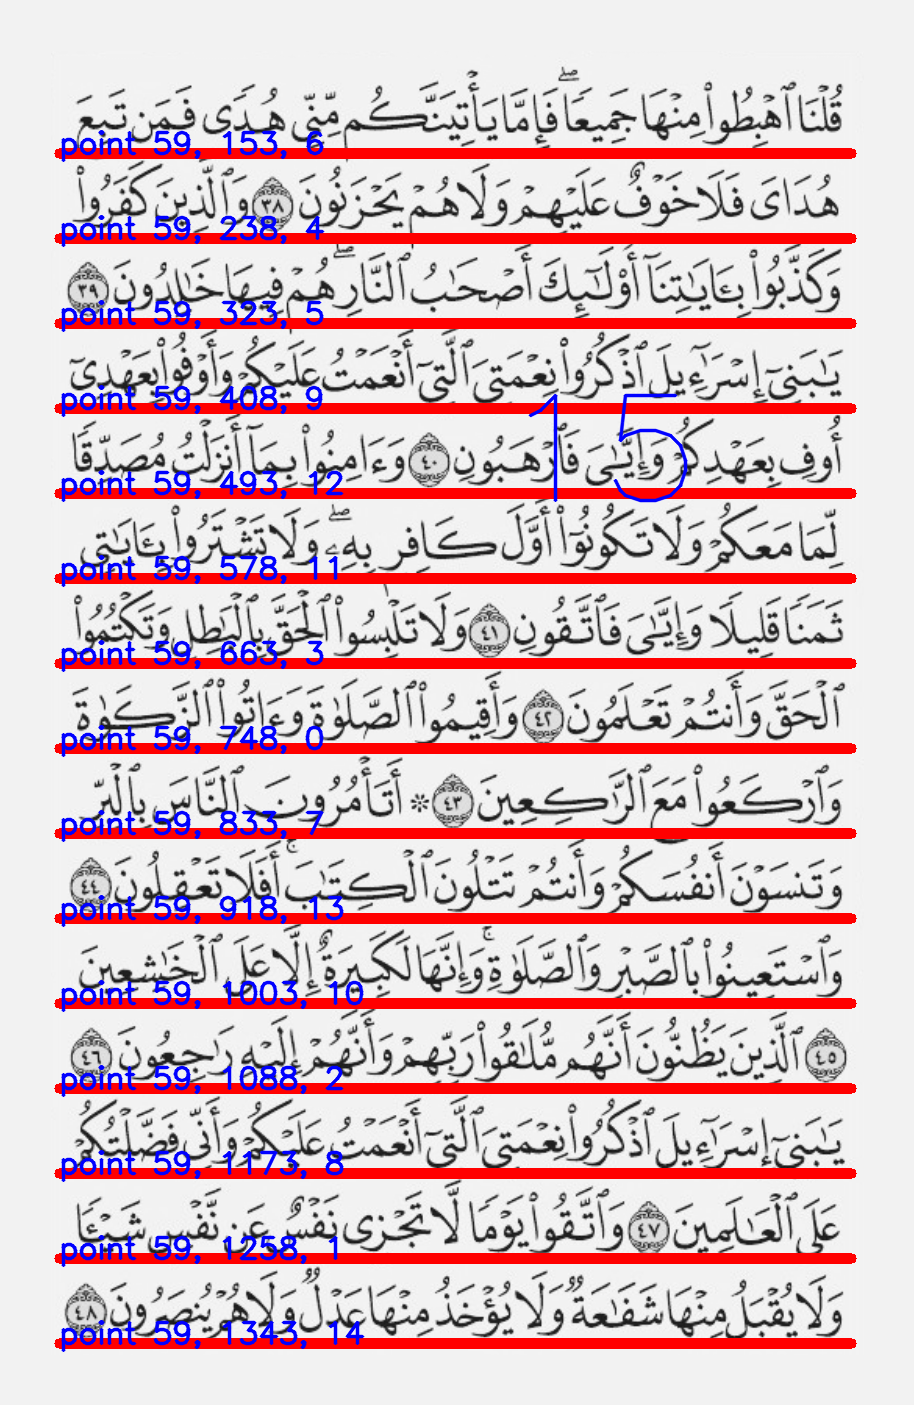 قُلْنَا ٱهْبِطُوا۟ مِنْهَا جَمِيعًا ۖ فَإِمَّا يَأْتِيَنَّكُم مِّنِّى هُدًى فَمَن تَبِعَ
point 59, 153, 6
هُدَاىَ فَلَا خَوْفٌ عَلَيْهِمْ وَلَا هُمْ يَحْزَنُونَ ٣٨ وَٱلَّذِينَ كَفَرُوا۟
point 59, 238, 4
وَكَذَّبُوا۟ بِـَٔايَـٰتِنَآ أُو۟لَـٰٓئِكَ أَصْحَـٰبُ ٱلنَّارِ ۖ هُمْ فِيهَا خَـٰلِدُونَ ٣٩
point 59, 323, 5
يَـٰبَنِىٓ إِسْرَٰٓءِيلَ ٱذْكُرُوا۟ نِعْمَتِىَ ٱلَّتِىٓ أَنْعَمْتُ عَلَيْكُمْ وَأَوْفُوا۟ بِعَهْدِىٓ
point 59, 408, 9
15
أُوفِ بِعَهْدِكُمْ وَإِيَّـٰىَ فَٱرْهَبُونِ ٤٠ وَءَامِنُوا۟ بِمَآ أَنزَلْتُ مُصَدِّقًا
point 59, 493, 12
لِّمَا مَعَكُمْ وَلَا تَكُونُوٓا۟ أَوَّلَ كَافِرٍۭ بِهِۦ ۖ وَلَا تَشْتَرُوا۟ بِـَٔايَـٰتِى
point 59, 578, 11
ثَمَنًا قَلِيلًا وَإِيَّـٰىَ فَٱتَّقُونِ ٤١ وَلَا تَلْبِسُوا۟ ٱلْحَقَّ بِٱلْبَـٰطِلِ وَتَكْتُمُوا۟
point 59, 663, 3
ٱلْحَقَّ وَأَنتُمْ تَعْلَمُونَ ٤٢ وَأَقِيمُوا۟ ٱلصَّلَوٰةَ وَءَاتُوا۟ ٱلزَّكَوٰةَ
point 59, 748, 0
وَٱرْكَعُوا۟ مَعَ ٱلرَّٰكِعِينَ ٤٣ ۞ أَتَأْمُرُونَ ٱلنَّاسَ بِٱلْبِرِّ
point 59, 833, 7
وَتَنسَوْنَ أَنفُسَكُمْ وَأَنتُمْ تَتْلُونَ ٱلْكِتَـٰبَ ۚ أَفَلَا تَعْقِلُونَ ٤٤
point 59, 918, 13
وَٱسْتَعِينُوا۟ بِٱلصَّبْرِ وَٱلصَّلَوٰةِ ۚ وَإِنَّهَا لَكَبِيرَةٌ إِلَّا عَلَى ٱلْخَـٰشِعِينَ
point 59, 1003, 10
٤٥ ٱلَّذِينَ يَظُنُّونَ أَنَّهُم مُّلَـٰقُوا۟ رَبِّهِمْ وَأَنَّهُمْ إِلَيْهِ رَٰجِعُونَ ٤٦
point 59, 1088, 2
يَـٰبَنِىٓ إِسْرَٰٓءِيلَ ٱذْكُرُوا۟ نِعْمَتِىَ ٱلَّتِىٓ أَنْعَمْتُ عَلَيْكُمْ وَأَنِّى فَضَّلْتُكُمْ
point 59, 1173, 8
عَلَى ٱلْعَـٰلَمِينَ ٤٧ وَٱتَّقُوا۟ يَوْمًا لَّا تَجْزِى نَفْسٌ عَن نَّفْسٍ شَيْـًٔا
point 59, 1258, 1
وَلَا يُقْبَلُ مِنْهَا شَفَـٰعَةٌ وَلَا يُؤْخَذُ مِنْهَا عَدْلٌ وَلَا هُمْ يُنصَرُونَ ٤٨
point 59, 1343, 14